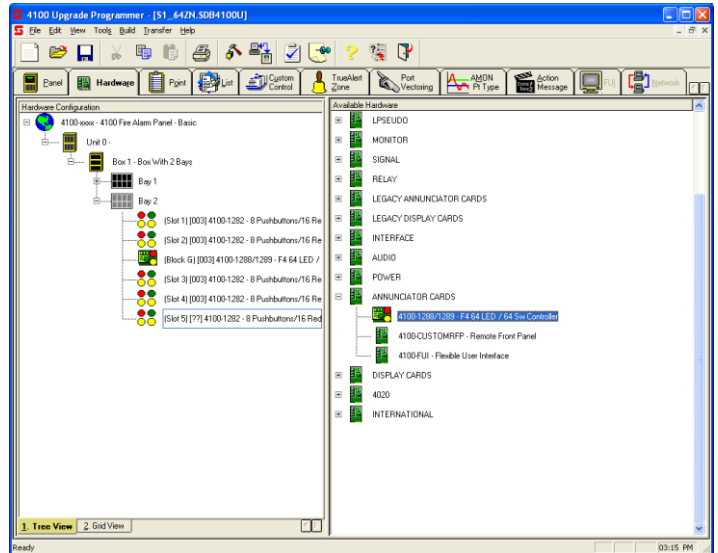 4100 Upgrade Programmer - [S1_64ZN.SDB4100U]
File Edit View Tools Build Transfer Help
Panel Hardware Point List Custom Control TrueAlert Zone Port Vectoring AMON Pt Type Action Message FUI Network
Hardware Configuration
4100-xxxx - 4100 Fire Alarm Panel - Basic
Unit 0 -
Box 1 - Box With 2 Bays
Bay 1
Bay 2
(Slot 1) [003] 4100-1282 - 8 Pushbuttons/16 Re
(Slot 2) [003] 4100-1282 - 8 Pushbuttons/16 Re
(Block G) [003] 4100-1288/1289 - F4 64 LED /
(Slot 3) [003] 4100-1282 - 8 Pushbuttons/16 Re
(Slot 4) [003] 4100-1282 - 8 Pushbuttons/16 Re
(Slot 5) [??] 4100-1282 - 8 Pushbuttons/16 Red
1. Tree View 2. Grid View
Available Hardware
LPSEUDO
MONITOR
SIGNAL
RELAY
LEGACY ANNUNCIATOR CARDS
LEGACY DISPLAY CARDS
INTERFACE
AUDIO
POWER
ANNUNCIATOR CARDS
4100-1288/1289 - F4 64 LED / 64 Sw Controller
4100-CUSTOMRFP - Remote Front Panel
4100-FUI - Flexible User Interface
DISPLAY CARDS
4020
INTERNATIONAL
Ready
03:15 PM